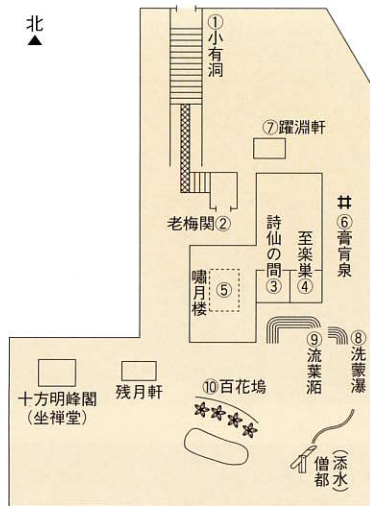 北
①小有洞
⑦躍淵軒
老梅関②
詩仙の間③
至楽巣④
⑥膏肓泉
嘯月楼
⑤
⑨流葉㴑
⑧洗蒙瀑
十方明峰閣
（坐禅堂）
残月軒
⑩百花塢
僧都
（添水）